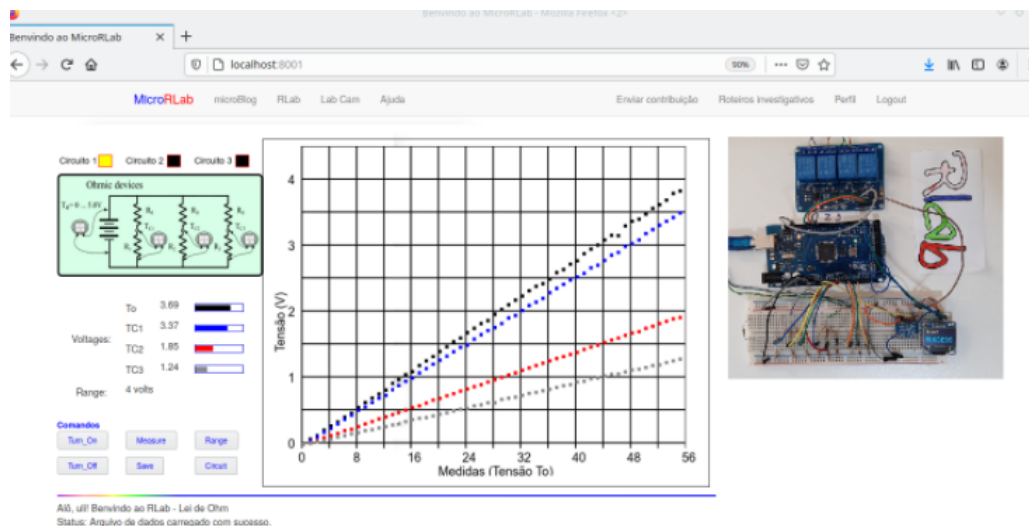 Benvindo ao MicroRLab - Mozilla Firefox <2>
Benvindo ao MicroRLab
localhost:8001
90%
MicroRLab microBlog RLab Lab Cam Ajuda Enviar contribuição Roteiros investigativos Perfil Logout
Circuito 1 Circuito 2 Circuito 3
Ohmic devices
Voltages:
To 3.69
TC1 3.37
TC2 1.85
TC3 1.24
Range: 4 volts
Comandos
Turn_On Measure Range
Turn_Off Save Circuit
Tensão (V)
4
3
2
1
0
0 8 16 24 32 40 48 56
Medidas (Tensão To)
RLab
Alô, uli! Benvindo ao RLab - Lei de Ohm
Status: Arquivo de dados carregado com sucesso.